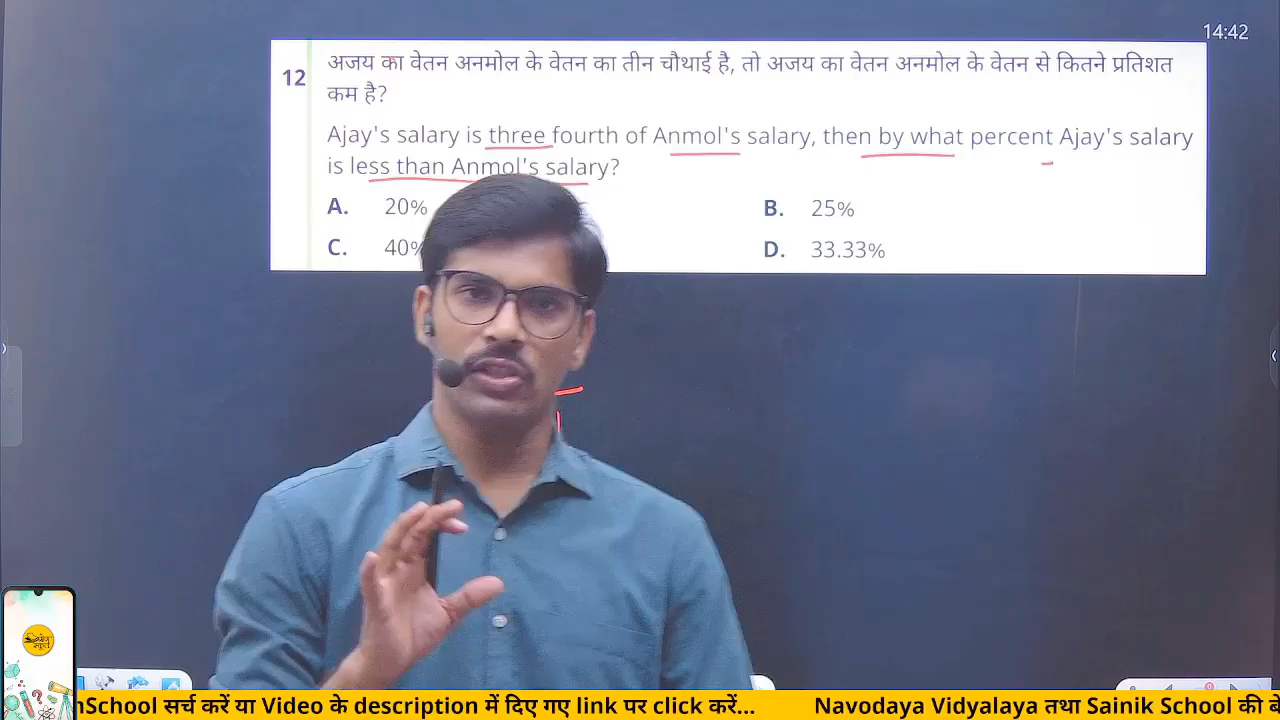 14:42
12
अजय का वेतन अनमोल के वेतन का तीन चौथाई है, तो अजय का वेतन अनमोल के वेतन से कितने प्रतिशत
कम है?
Ajay's salary is three fourth of Anmol's salary, then by what percent Ajay's salary
is less than Anmol's salary?
A. 20% B. 25%
C. 40% D. 33.33%
nSchool सर्च करें या Video के description में दिए गए link पर click करें... Navodaya Vidyalaya तथा Sainik School की